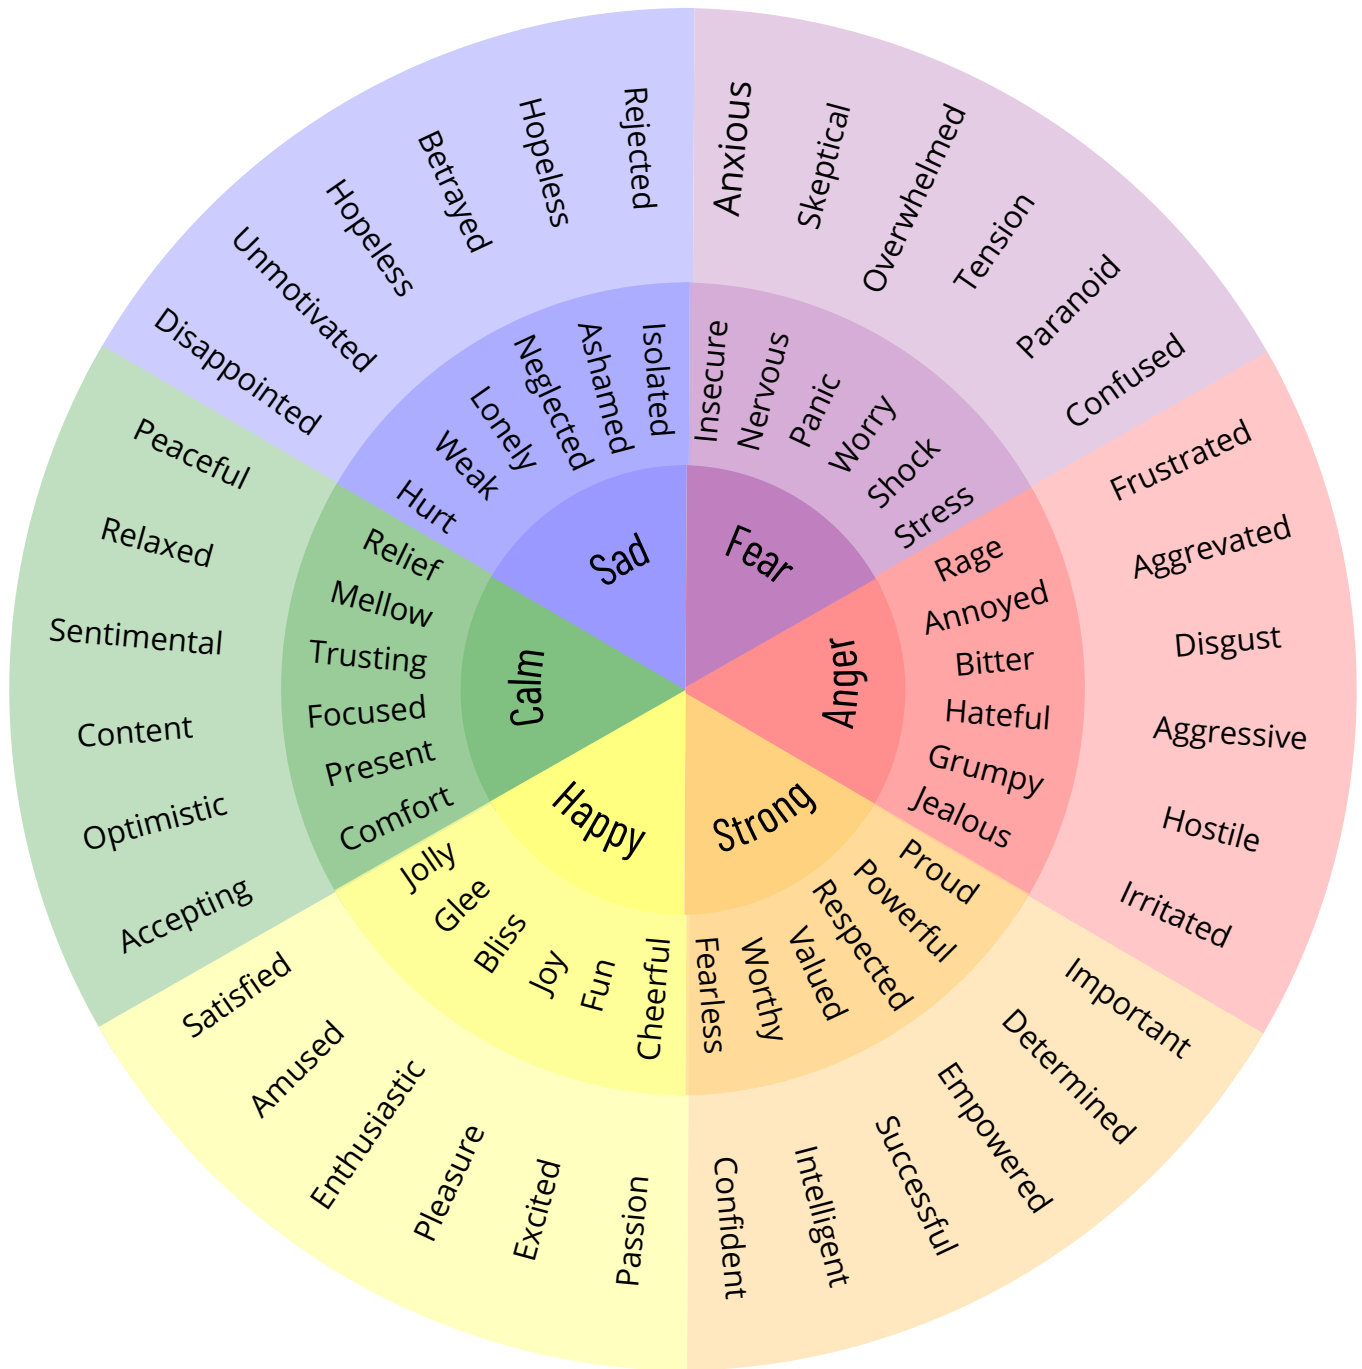 Sad
Fear
Anger
Strong
Happy
Calm
Hurt
Weak
Lonely
Neglected
Ashamed
Isolated
Insecure
Nervous
Panic
Worry
Shock
Stress
Rage
Annoyed
Bitter
Hateful
Grumpy
Jealous
Proud
Powerful
Respected
Valued
Worthy
Fearless
Cheerful
Fun
Joy
Bliss
Glee
Jolly
Comfort
Present
Focused
Trusting
Mellow
Relief
Disappointed
Unmotivated
Hopeless
Betrayed
Hopeless
Rejected
Anxious
Skeptical
Overwhelmed
Tension
Paranoid
Confused
Frustrated
Aggrevated
Disgust
Aggressive
Hostile
Irritated
Important
Determined
Empowered
Successful
Intelligent
Confident
Passion
Excited
Pleasure
Enthusiastic
Amused
Satisfied
Accepting
Optimistic
Content
Sentimental
Relaxed
Peaceful